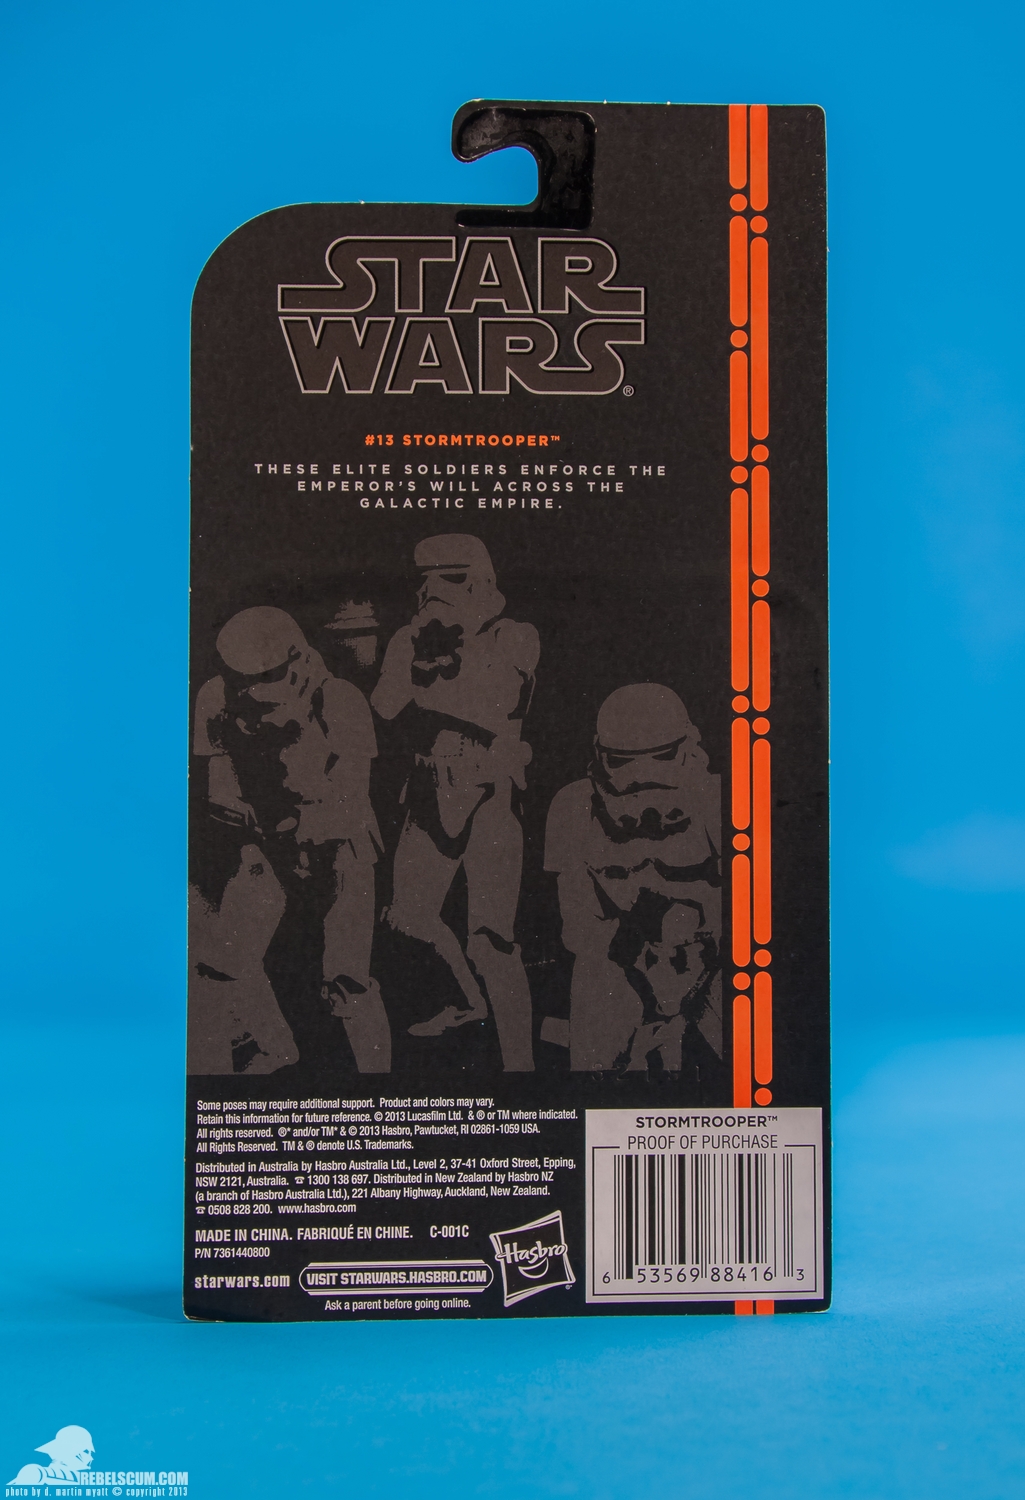 STAR
WARS®
#13 STORMTROOPER™
THESE ELITE SOLDIERS ENFORCE THE
EMPEROR'S WILL ACROSS THE
GALACTIC EMPIRE.
Some poses may require additional support. Product and colors may vary.
Retain this information for future reference. © 2013 Lucasfilm Ltd. & ® or TM where indicated.
All rights reserved. ®* and/or TM* & © 2013 Hasbro, Pawtucket, RI 02861-1059 USA.
All Rights Reserved. TM & ® denote U.S. Trademarks.
Distributed in Australia by Hasbro Australia Ltd., Level 2, 37-41 Oxford Street, Epping,
NSW 2121, Australia. ☎ 1300 138 697. Distributed in New Zealand by Hasbro NZ
(a branch of Hasbro Australia Ltd.), 221 Albany Highway, Auckland, New Zealand.
☎ 0508 828 200. www.hasbro.com
MADE IN CHINA. FABRIQUÉ EN CHINE. C-001C
P/N 7361440800
starwars.com VISIT STARWARS.HASBRO.COM
Ask a parent before going online.
Hasbro
STORMTROOPER™
PROOF OF PURCHASE
6 53569 88416 3
REBELSCUM.COM
photo by d. martin myatt © copyright 2013